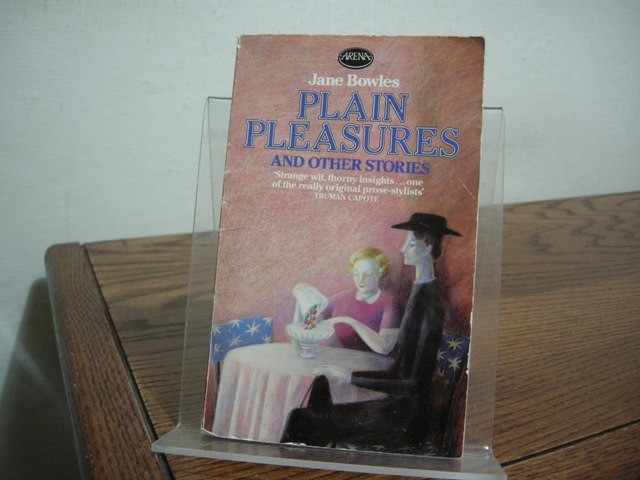 ARENA
Jane Bowles
PLAIN
PLEASURES
AND OTHER STORIES
'Strange wit, thorny insights...one
of the really original prose-stylists'
TRUMAN CAPOTE